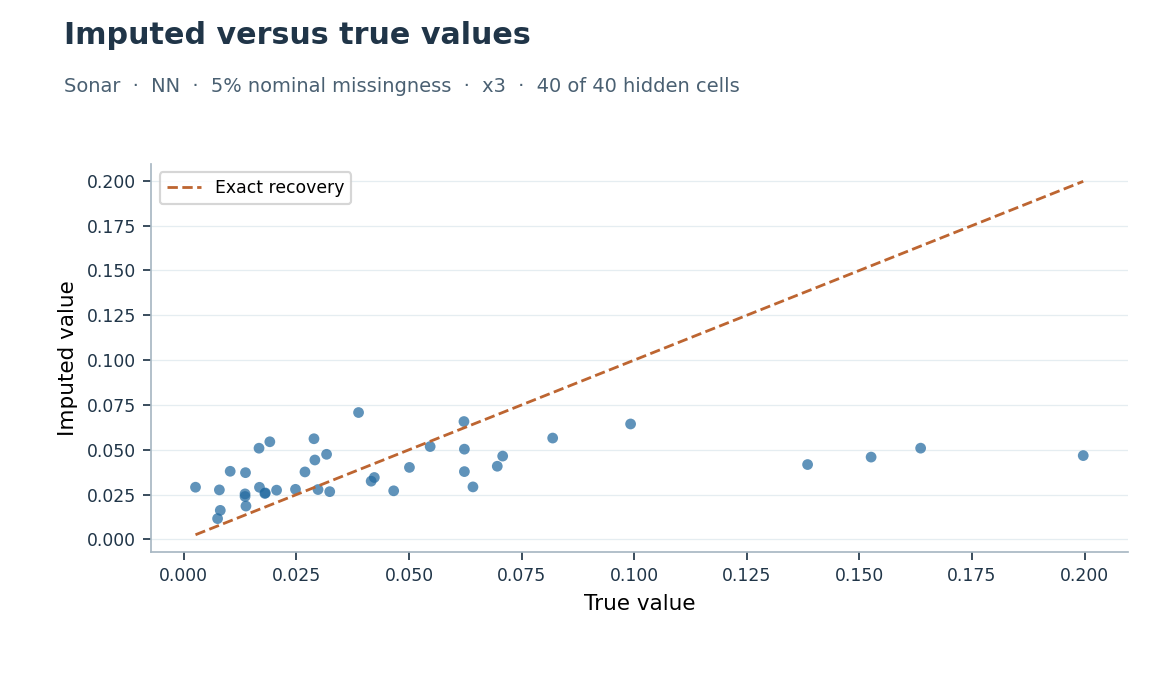 Imputed versus true values
Sonar · NN · 5% nominal missingness · x3 · 40 of 40 hidden cells
Exact recovery
0.200
0.175
0.150
0.125
0.100
0.075
0.050
0.025
0.000
Imputed value
0.000 0.025 0.050 0.075 0.100 0.125 0.150 0.175 0.200
True value